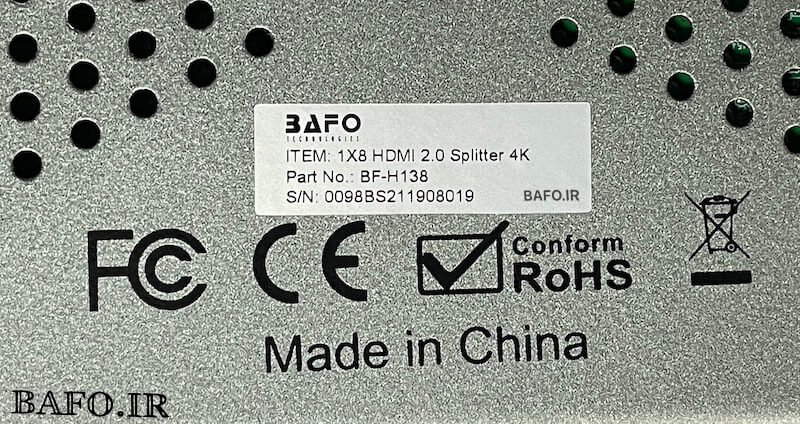 BAFO
TECHNOLOGIES
ITEM: 1X8 HDMI 2.0 Splitter 4K
Part No.: BF-H138
S/N: 0098BS211908019
BAFO.IR
FC
CE
Conform
RoHS
Made in China
BAFO.IR